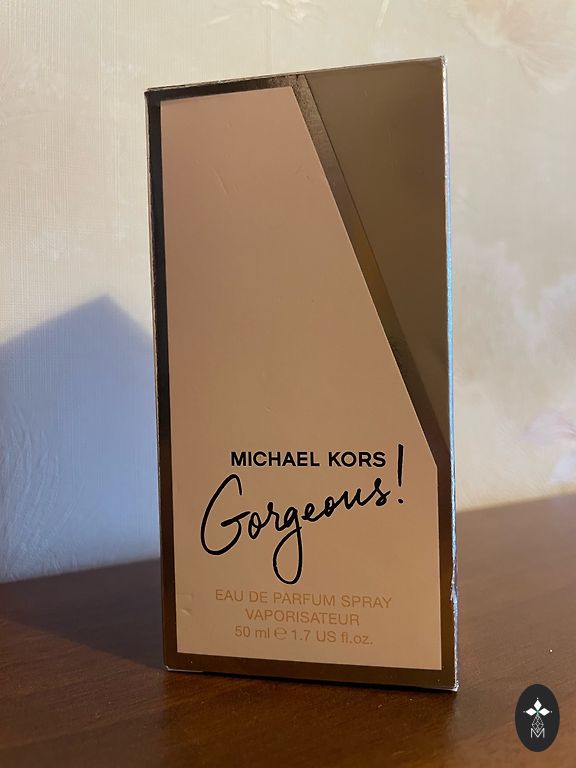 MICHAEL KORS
Gorgeous!
EAU DE PARFUM SPRAY
VAPORISATEUR
50 ml ℮ 1.7 US fl.oz.
M